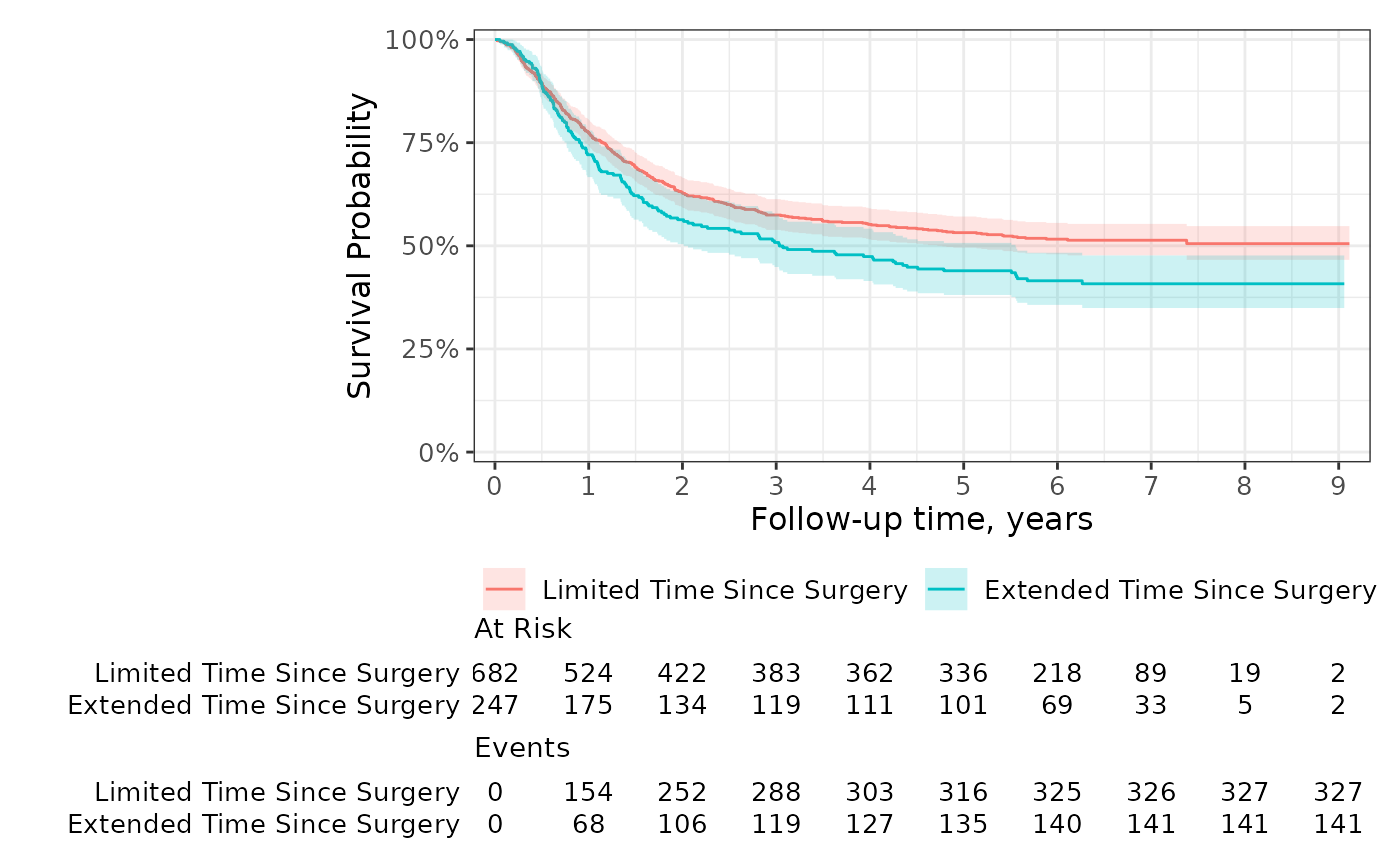 100%
75%
50%
25%
0%
Survival Probability
0 1 2 3 4 5 6 7 8 9
Follow-up time, years
Limited Time Since Surgery Extended Time Since Surgery
At Risk
Limited Time Since Surgery 682 524 422 383 362 336 218 89 19 2
Extended Time Since Surgery 247 175 134 119 111 101 69 33 5 2
Events
Limited Time Since Surgery 0 154 252 288 303 316 325 326 327 327
Extended Time Since Surgery 0 68 106 119 127 135 140 141 141 141